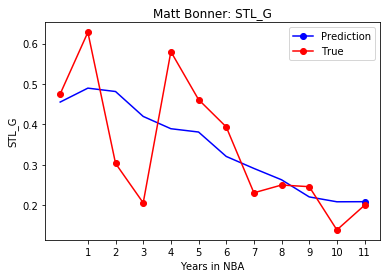 Matt Bonner: STL_G
Prediction
True
0.6
0.5
0.4
0.3
0.2
STL_G
1 2 3 4 5 6 7 8 9 10 11
Years in NBA